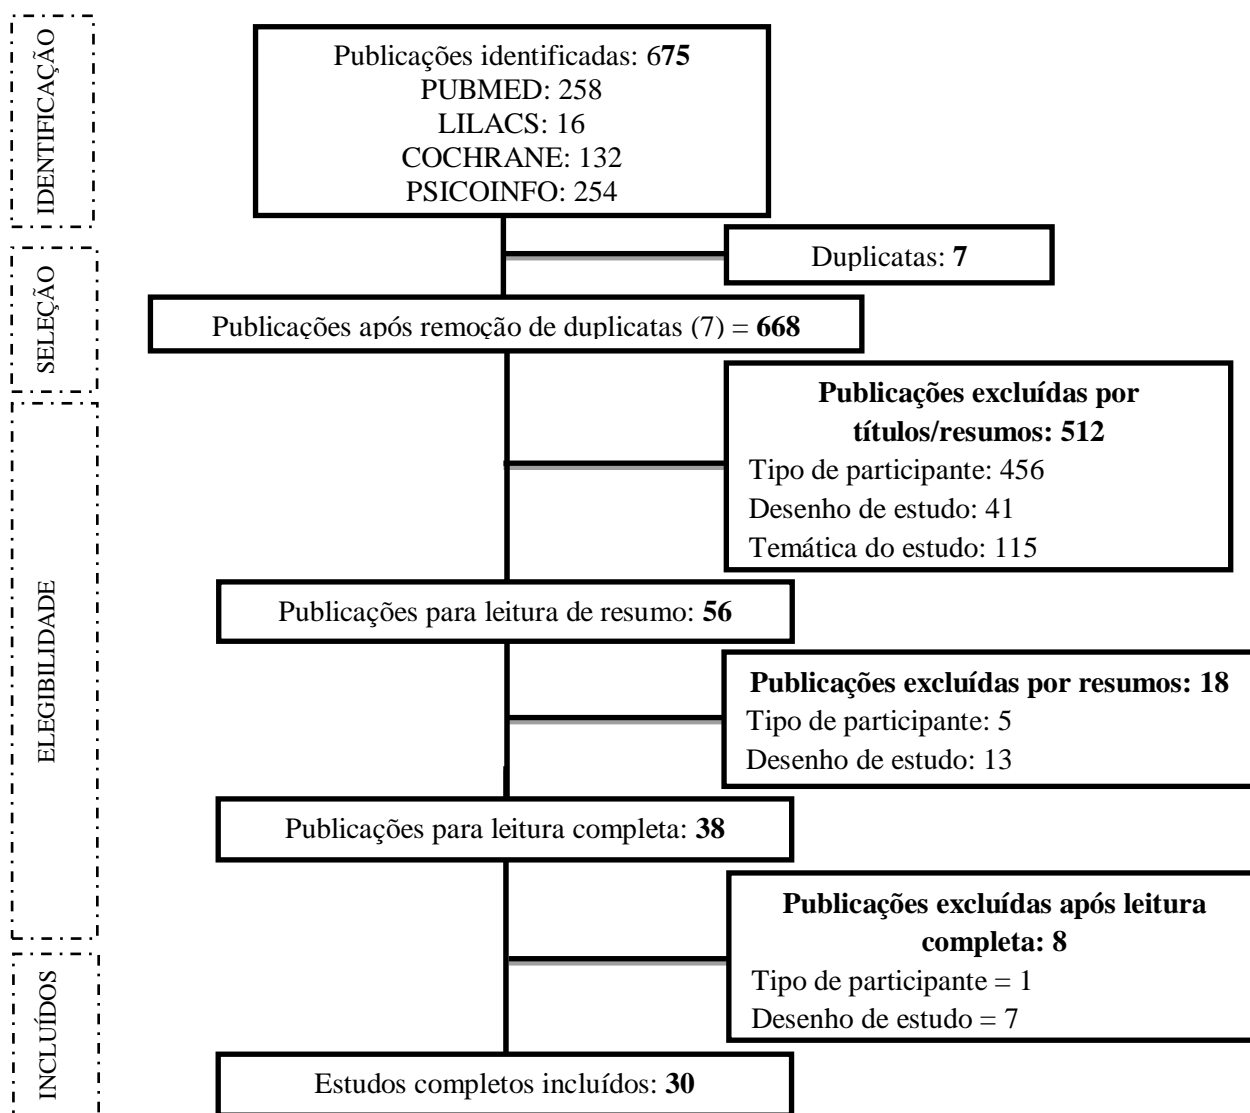 IDENTIFICAÇÃO
Publicações identificadas: 675
PUBMED: 258
LILACS: 16
COCHRANE: 132
PSICOINFO: 254
Duplicatas: 7
SELEÇÃO
Publicações após remoção de duplicatas (7) = 668
Publicações excluídas por
títulos/resumos: 512
Tipo de participante: 456
Desenho de estudo: 41
Temática do estudo: 115
ELEGIBILIDADE
Publicações para leitura de resumo: 56
Publicações excluídas por resumos: 18
Tipo de participante: 5
Desenho de estudo: 13
Publicações para leitura completa: 38
Publicações excluídas após leitura
completa: 8
Tipo de participante = 1
Desenho de estudo = 7
INCLUÍDOS
Estudos completos incluídos: 30